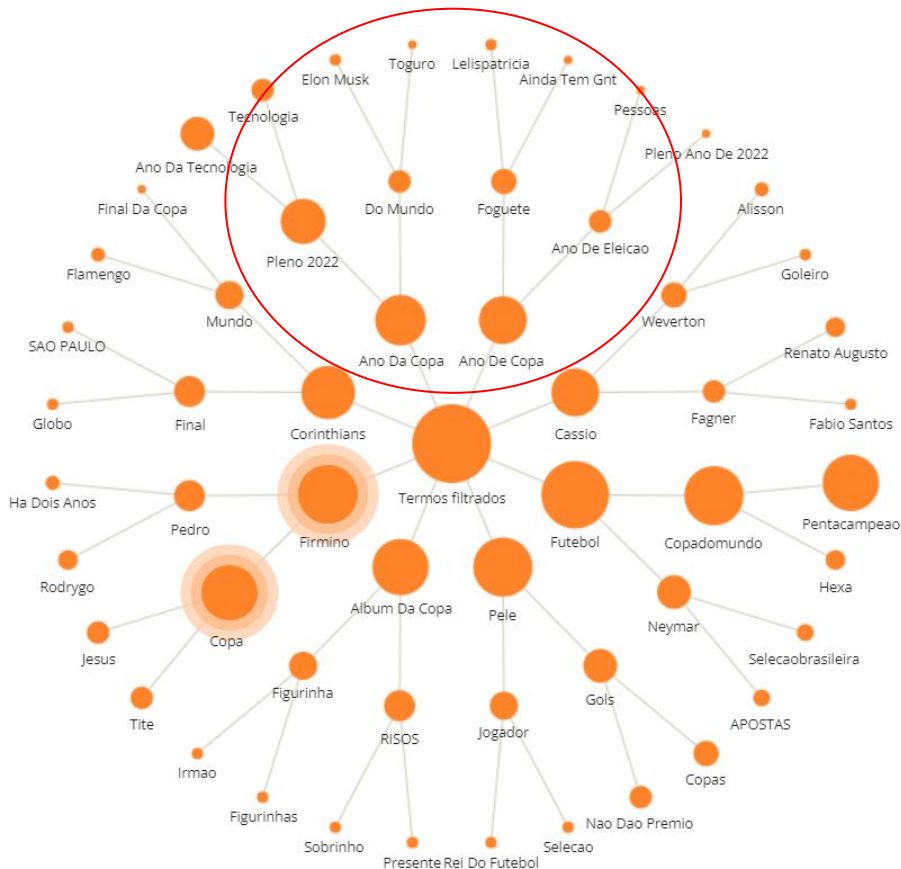 Elon Musk
Toguro
Lelispatricia
Ainda Tem Gnt
Tecnologia
Pessoas
Ano Da Tecnologia
Pleno Ano De 2022
Final Da Copa
Do Mundo
Foguete
Alisson
Pleno 2022
Ano De Eleicao
Flamengo
Goleiro
Mundo
Weverton
SAO PAULO
Ano Da Copa
Ano De Copa
Renato Augusto
Globo
Final
Corinthians
Cassio
Fagner
Fabio Santos
Ha Dois Anos
Pedro
Firmino
Termos filtrados
Futebol
Copadomundo
Pentacampeao
Rodrygo
Copa
Album Da Copa
Pele
Neymar
Hexa
Jesus
Selecaobrasileira
Tite
Figurinha
RISOS
Jogador
Gols
APOSTAS
Irmao
Copas
Figurinhas
Nao Dao Premio
Sobrinho
Presente
Rei Do Futebol
Selecao